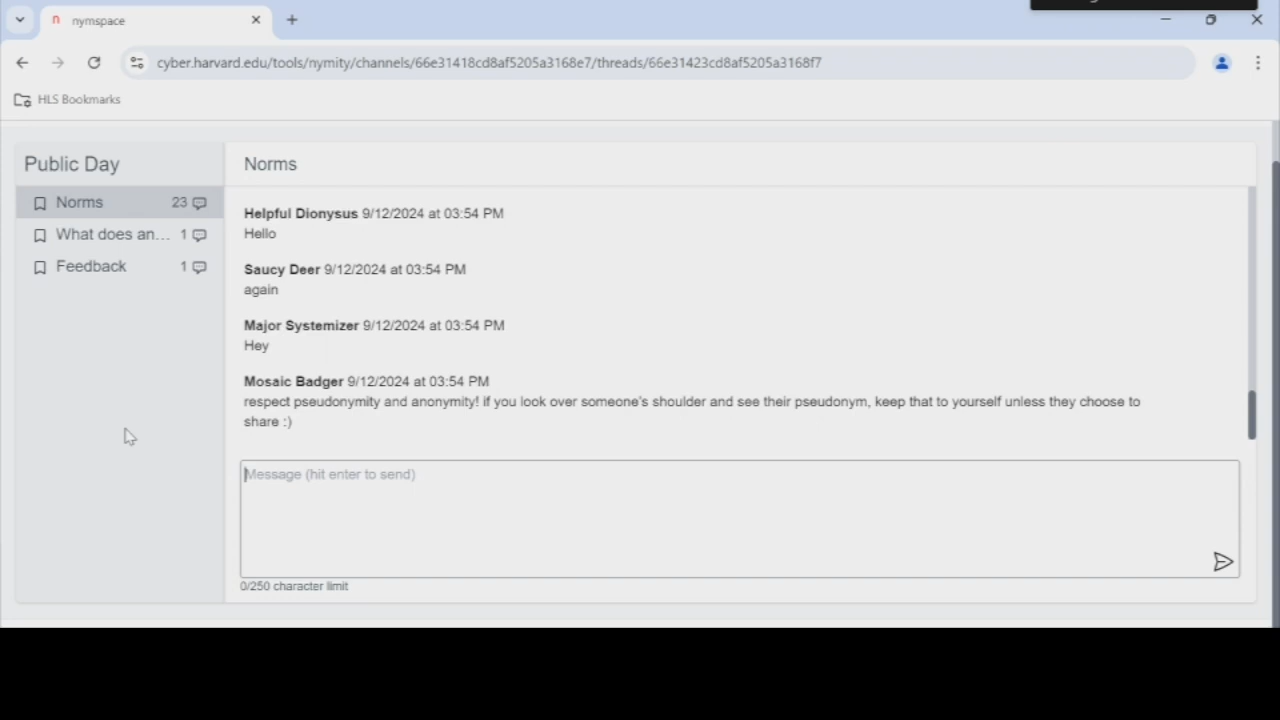 nymspace
cyber.harvard.edu/tools/nymity/channels/66e31418cd8af5205a3168e7/threads/66e31423cd8af5205a3168f7
HLS Bookmarks
Public Day
Norms 23
What does an... 1
Feedback 1
Norms
Helpful Dionysus 9/12/2024 at 03:54 PM
Hello
Saucy Deer 9/12/2024 at 03:54 PM
again
Major Systemizer 9/12/2024 at 03:54 PM
Hey
Mosaic Badger 9/12/2024 at 03:54 PM
respect pseudonymity and anonymity! if you look over someone's shoulder and see their pseudonym, keep that to yourself unless they choose to
share :)
Message (hit enter to send)
0/250 character limit